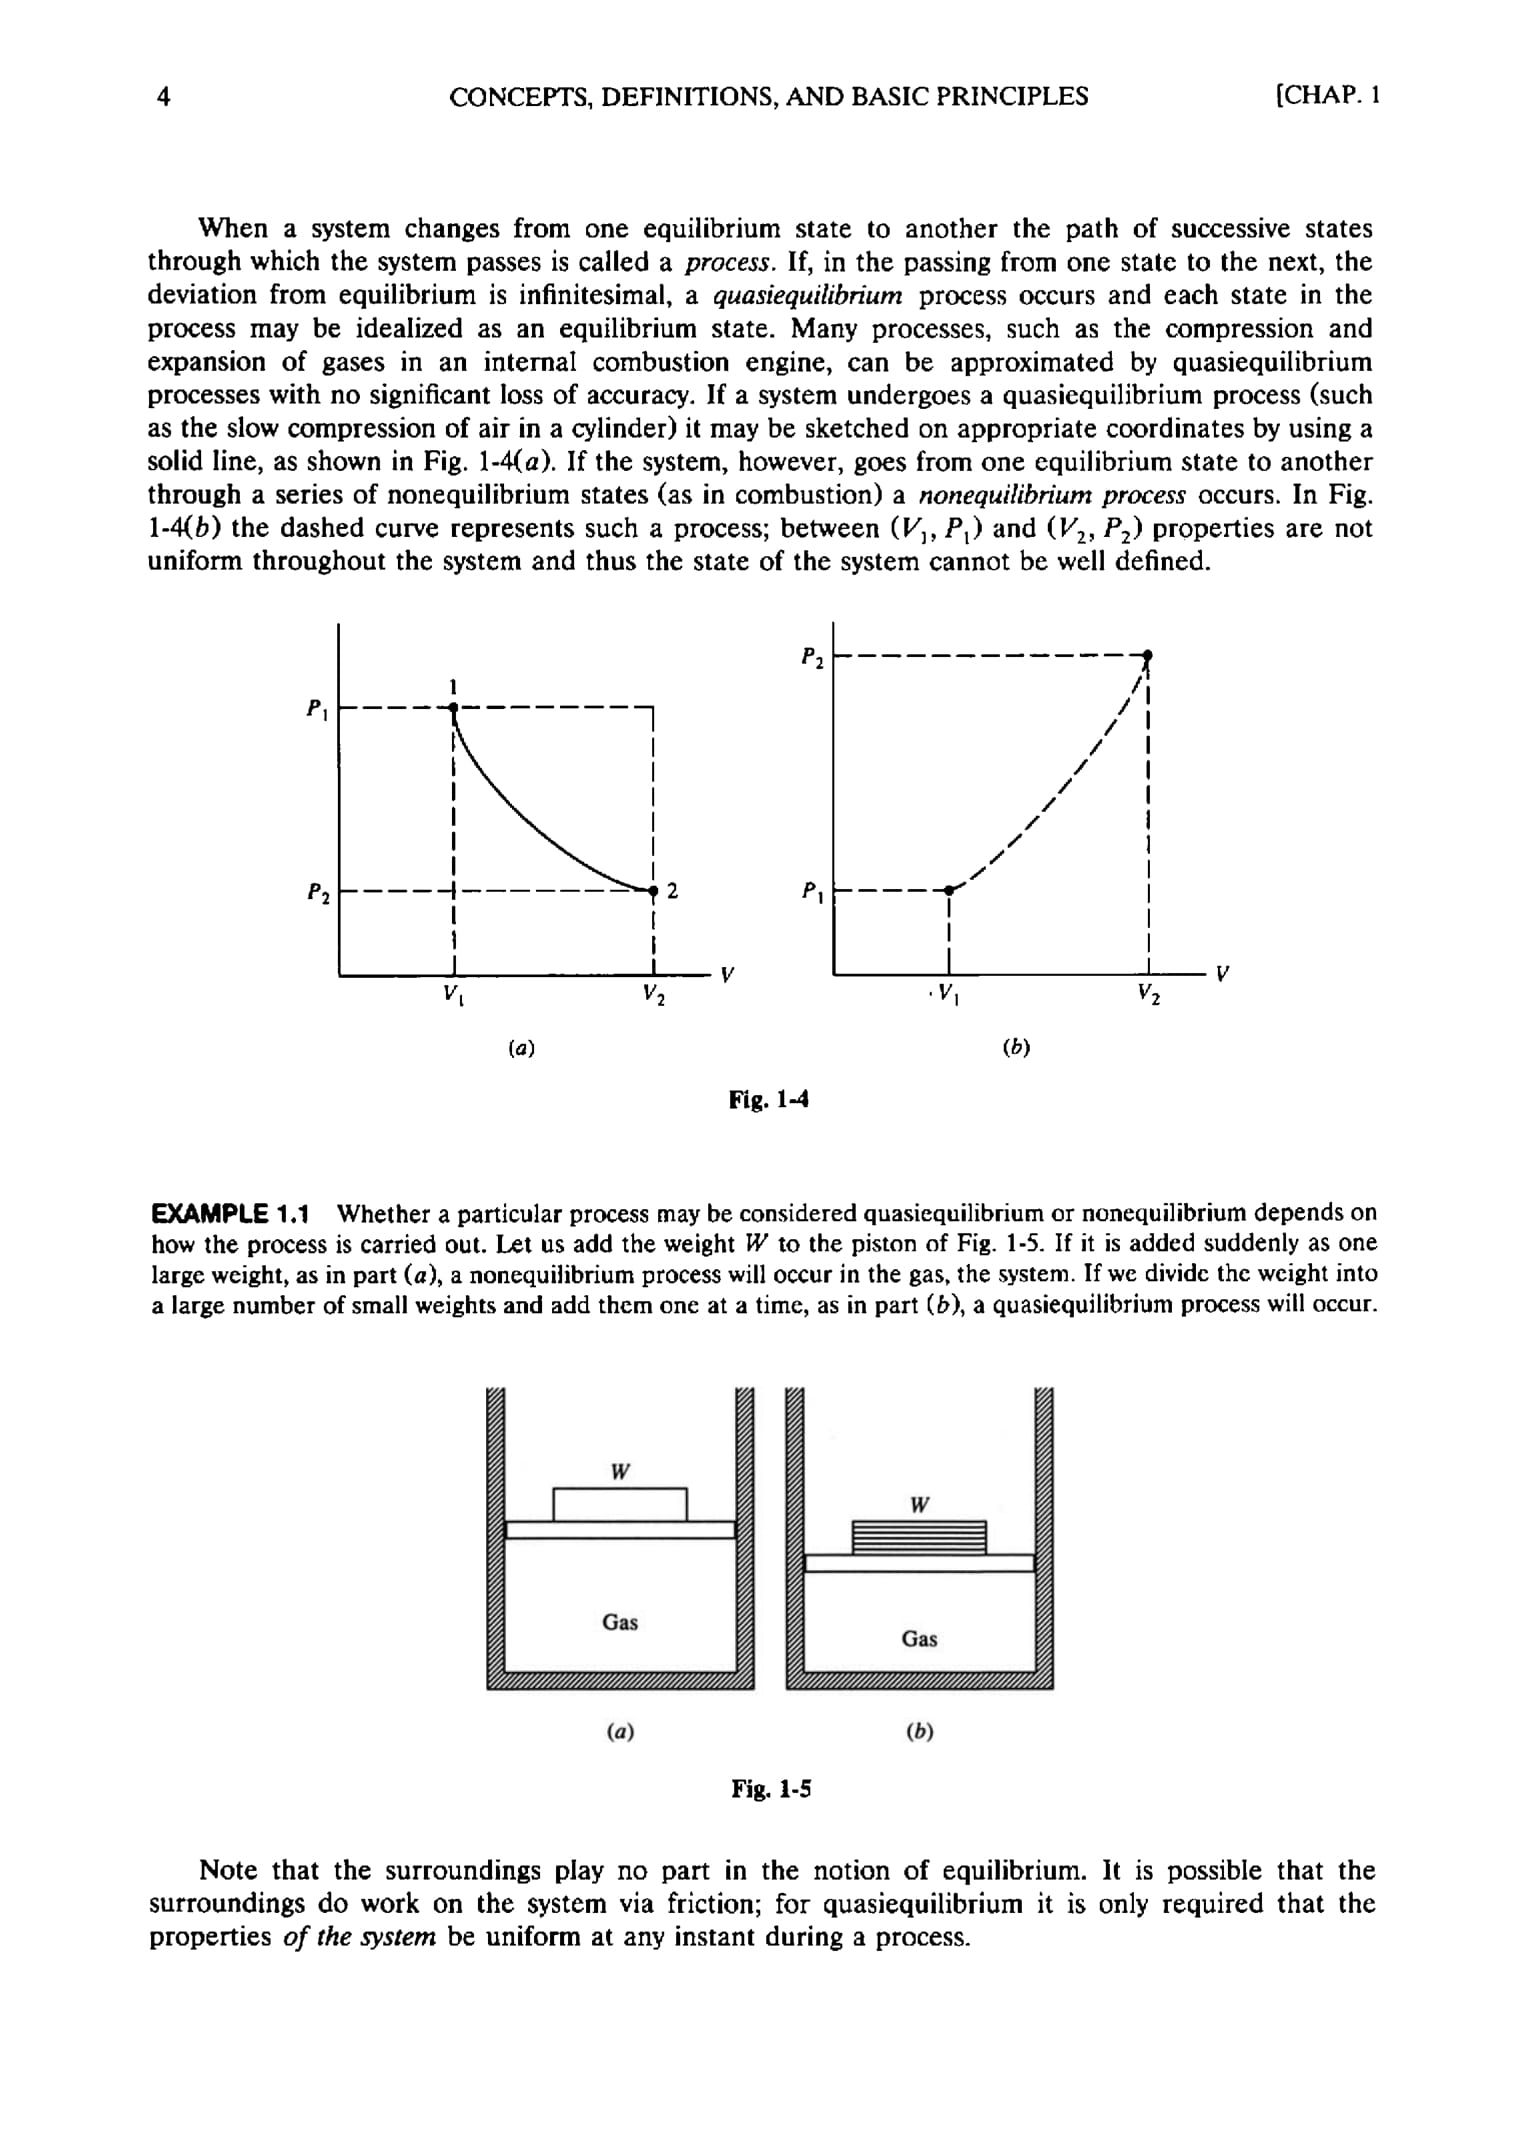 4 CONCEPTS, DEFINITIONS, AND BASIC PRINCIPLES [CHAP. 1
When a system changes from one equilibrium state to another the path of successive states
through which the system passes is called a process. If, in the passing from one state to the next, the
deviation from equilibrium is infinitesimal, a quasiequilibrium process occurs and each state in the
process may be idealized as an equilibrium state. Many processes, such as the compression and
expansion of gases in an internal combustion engine, can be approximated by quasiequilibrium
processes with no significant loss of accuracy. If a system undergoes a quasiequilibrium process (such
as the slow compression of air in a cylinder) it may be sketched on appropriate coordinates by using a
solid line, as shown in Fig. 1-4(a). If the system, however, goes from one equilibrium state to another
through a series of nonequilibrium states (as in combustion) a nonequilibrium process occurs. In Fig.
1-4(b) the dashed curve represents such a process; between (V₁, P₁) and (V₂, P₂) properties are not
uniform throughout the system and thus the state of the system cannot be well defined.
P₁
1
P₂
2
V
V₁
V₂
(a)
P₂
P₁
V
V₁
V₂
(b)
Fig. 1-4
EXAMPLE 1.1 Whether a particular process may be considered quasiequilibrium or nonequilibrium depends on
how the process is carried out. Let us add the weight W to the piston of Fig. 1-5. If it is added suddenly as one
large weight, as in part (a), a nonequilibrium process will occur in the gas, the system. If we divide the weight into
a large number of small weights and add them one at a time, as in part (b), a quasiequilibrium process will occur.
W
Gas
(a)
W
Gas
(b)
Fig. 1-5
Note that the surroundings play no part in the notion of equilibrium. It is possible that the
surroundings do work on the system via friction; for quasiequilibrium it is only required that the
properties of the system be uniform at any instant during a process.